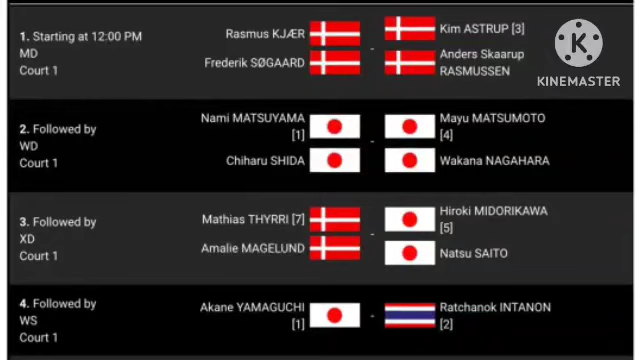 1. Starting at 12:00 PM
MD
Court 1
Rasmus KJÆR
Frederik SØGAARD
-
Kim ASTRUP [3]
Anders Skaarup
RASMUSSEN
K
KINEMASTER
2. Followed by
WD
Court 1
Nami MATSUYAMA
[1]
Chiharu SHIDA
-
Mayu MATSUMOTO
[4]
Wakana NAGAHARA
3. Followed by
XD
Court 1
Mathias THYRRI [7]
Amalie MAGELUND
-
Hiroki MIDORIKAWA
[5]
Natsu SAITO
4. Followed by
WS
Court 1
Akane YAMAGUCHI
[1]
-
Ratchanok INTANON
[2]